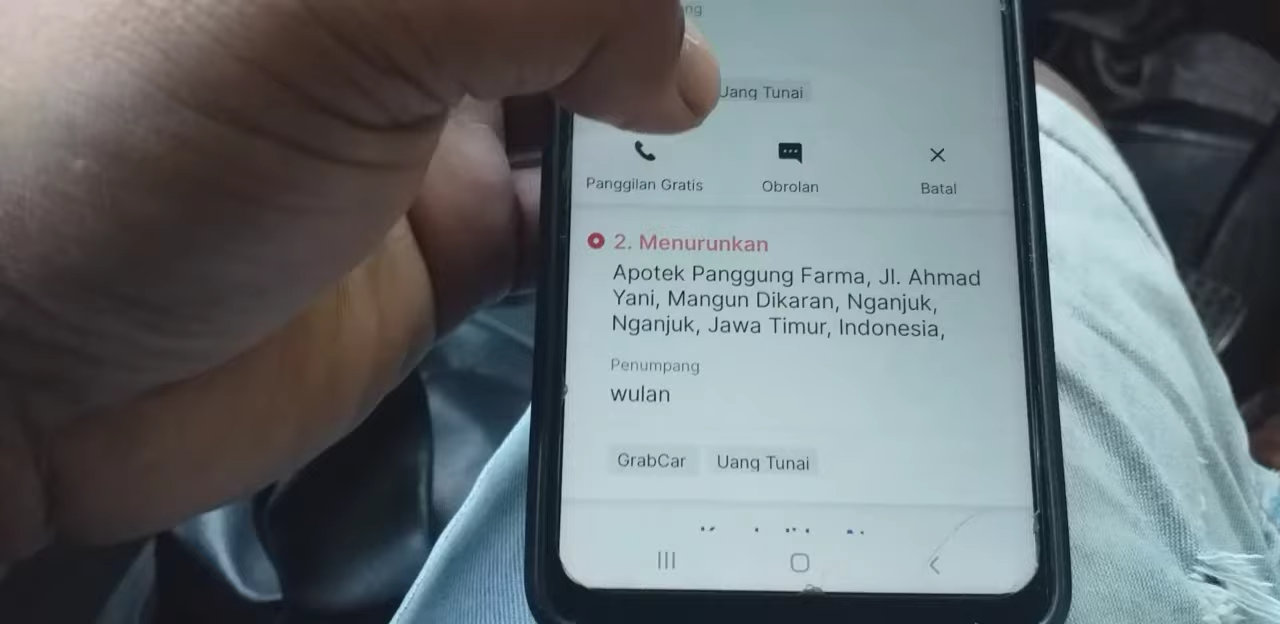 Uang Tunai
Panggilan Gratis
Obrolan
Batal
2. Menurunkan
Apotek Panggung Farma, Jl. Ahmad
Yani, Mangun Dikaran, Nganjuk,
Nganjuk, Jawa Timur, Indonesia,
Penumpang
wulan
GrabCar
Uang Tunai